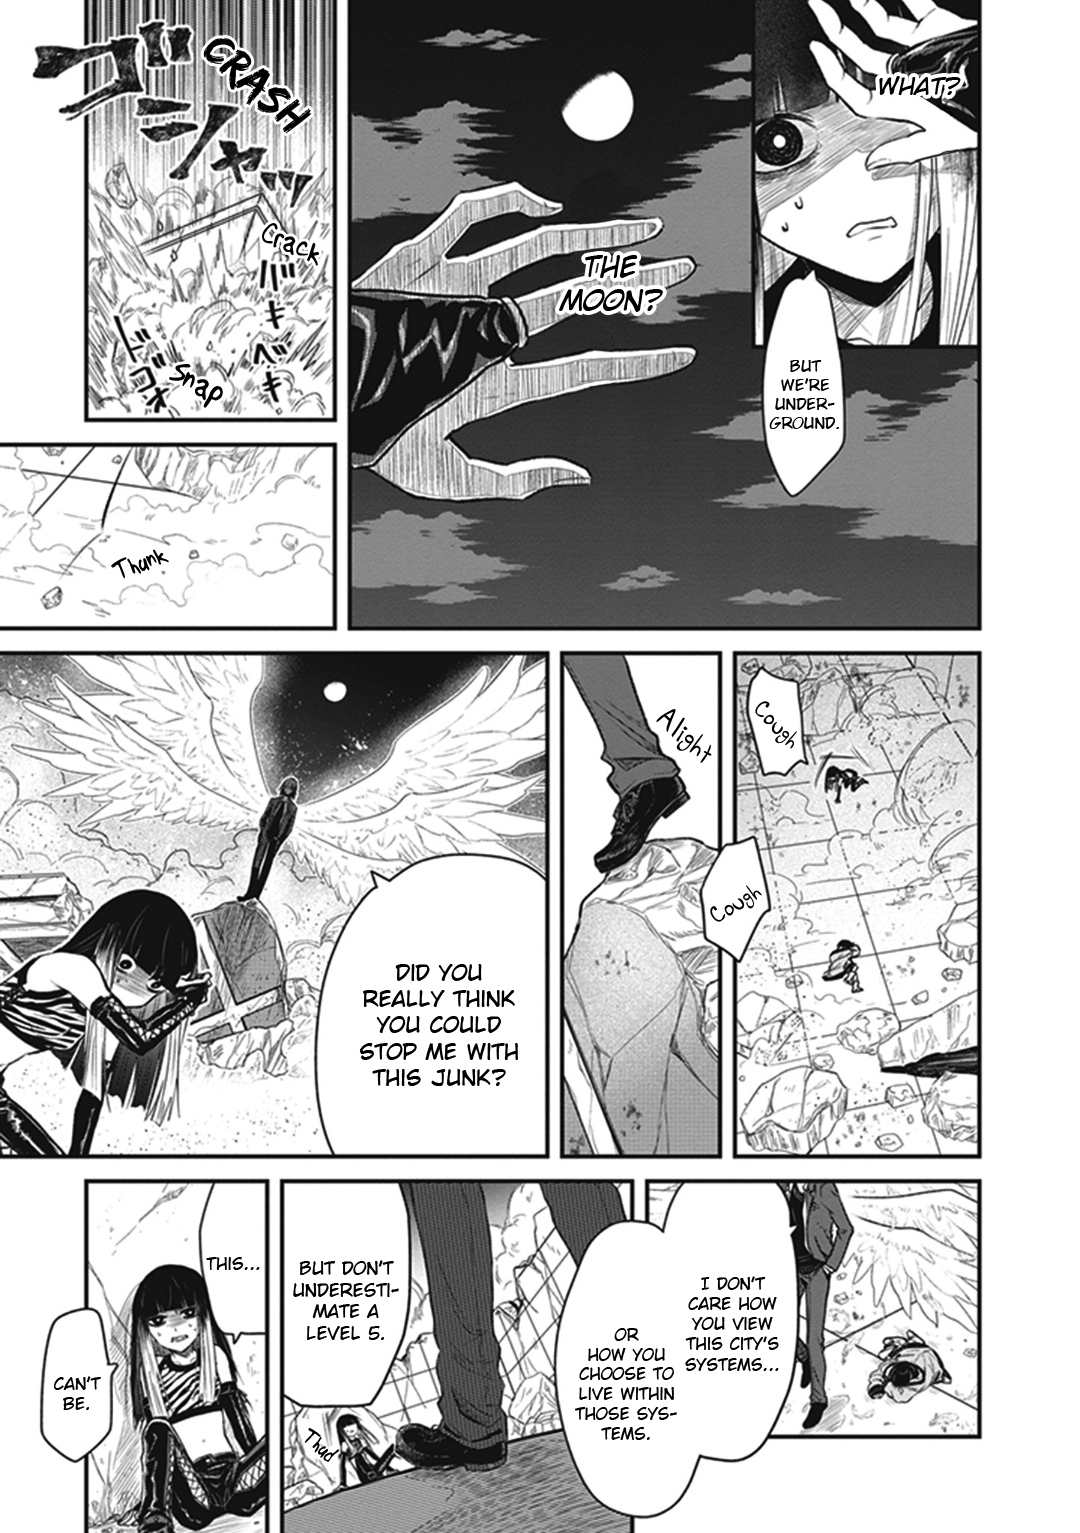 WHAT?
BUT
WE'RE
UNDER-
GROUND.
THE
MOON?
CRASH
ゴシャッ
Crack
バキ
ベキ
Snap
ドゴォ
Thunk
Cough
Cough
Alight
DID YOU
REALLY THINK
YOU COULD
STOP ME WITH
THIS JUNK?
I DON'T
CARE HOW
YOU VIEW
THIS CITY'S
SYSTEMS...
OR
HOW YOU
CHOOSE TO
LIVE WITHIN
THOSE SYS-
TEMS.
BUT DON'T
UNDERESTI-
MATE A
LEVEL 5.
Thud
THIS...
CAN'T
BE.